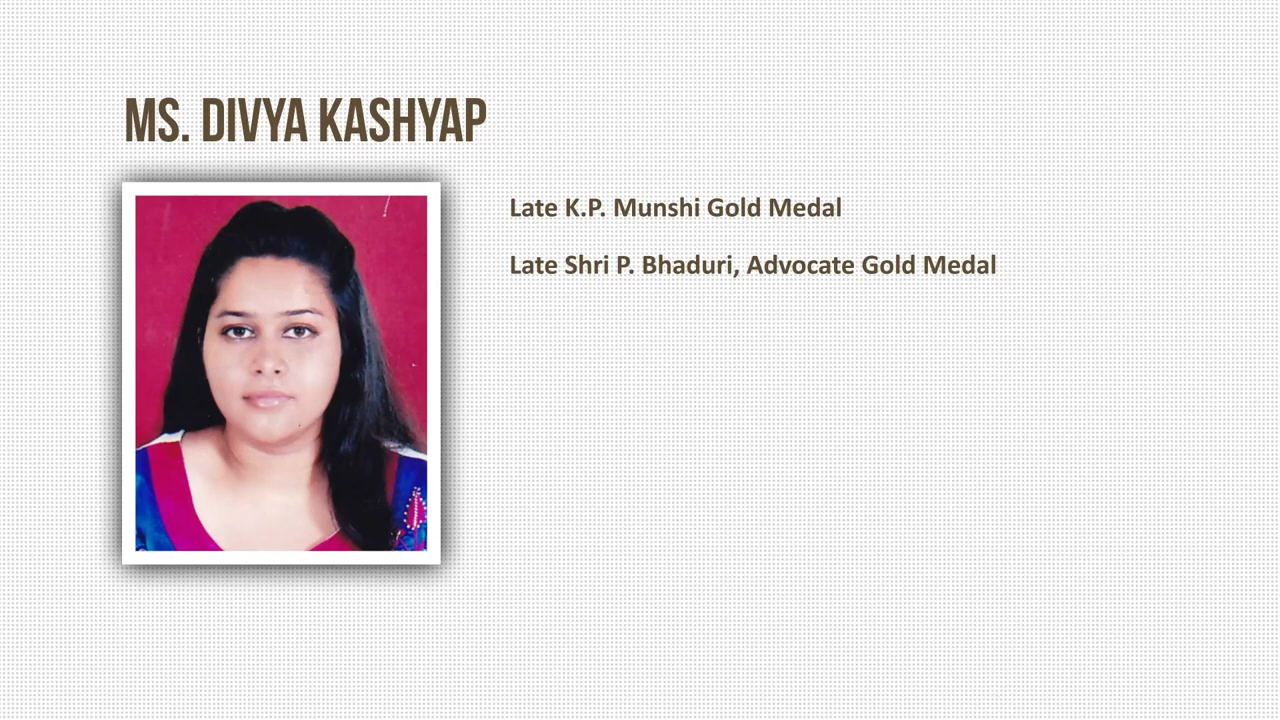 MS. DIVYA KASHYAP
Late K.P. Munshi Gold Medal
Late Shri P. Bhaduri, Advocate Gold Medal